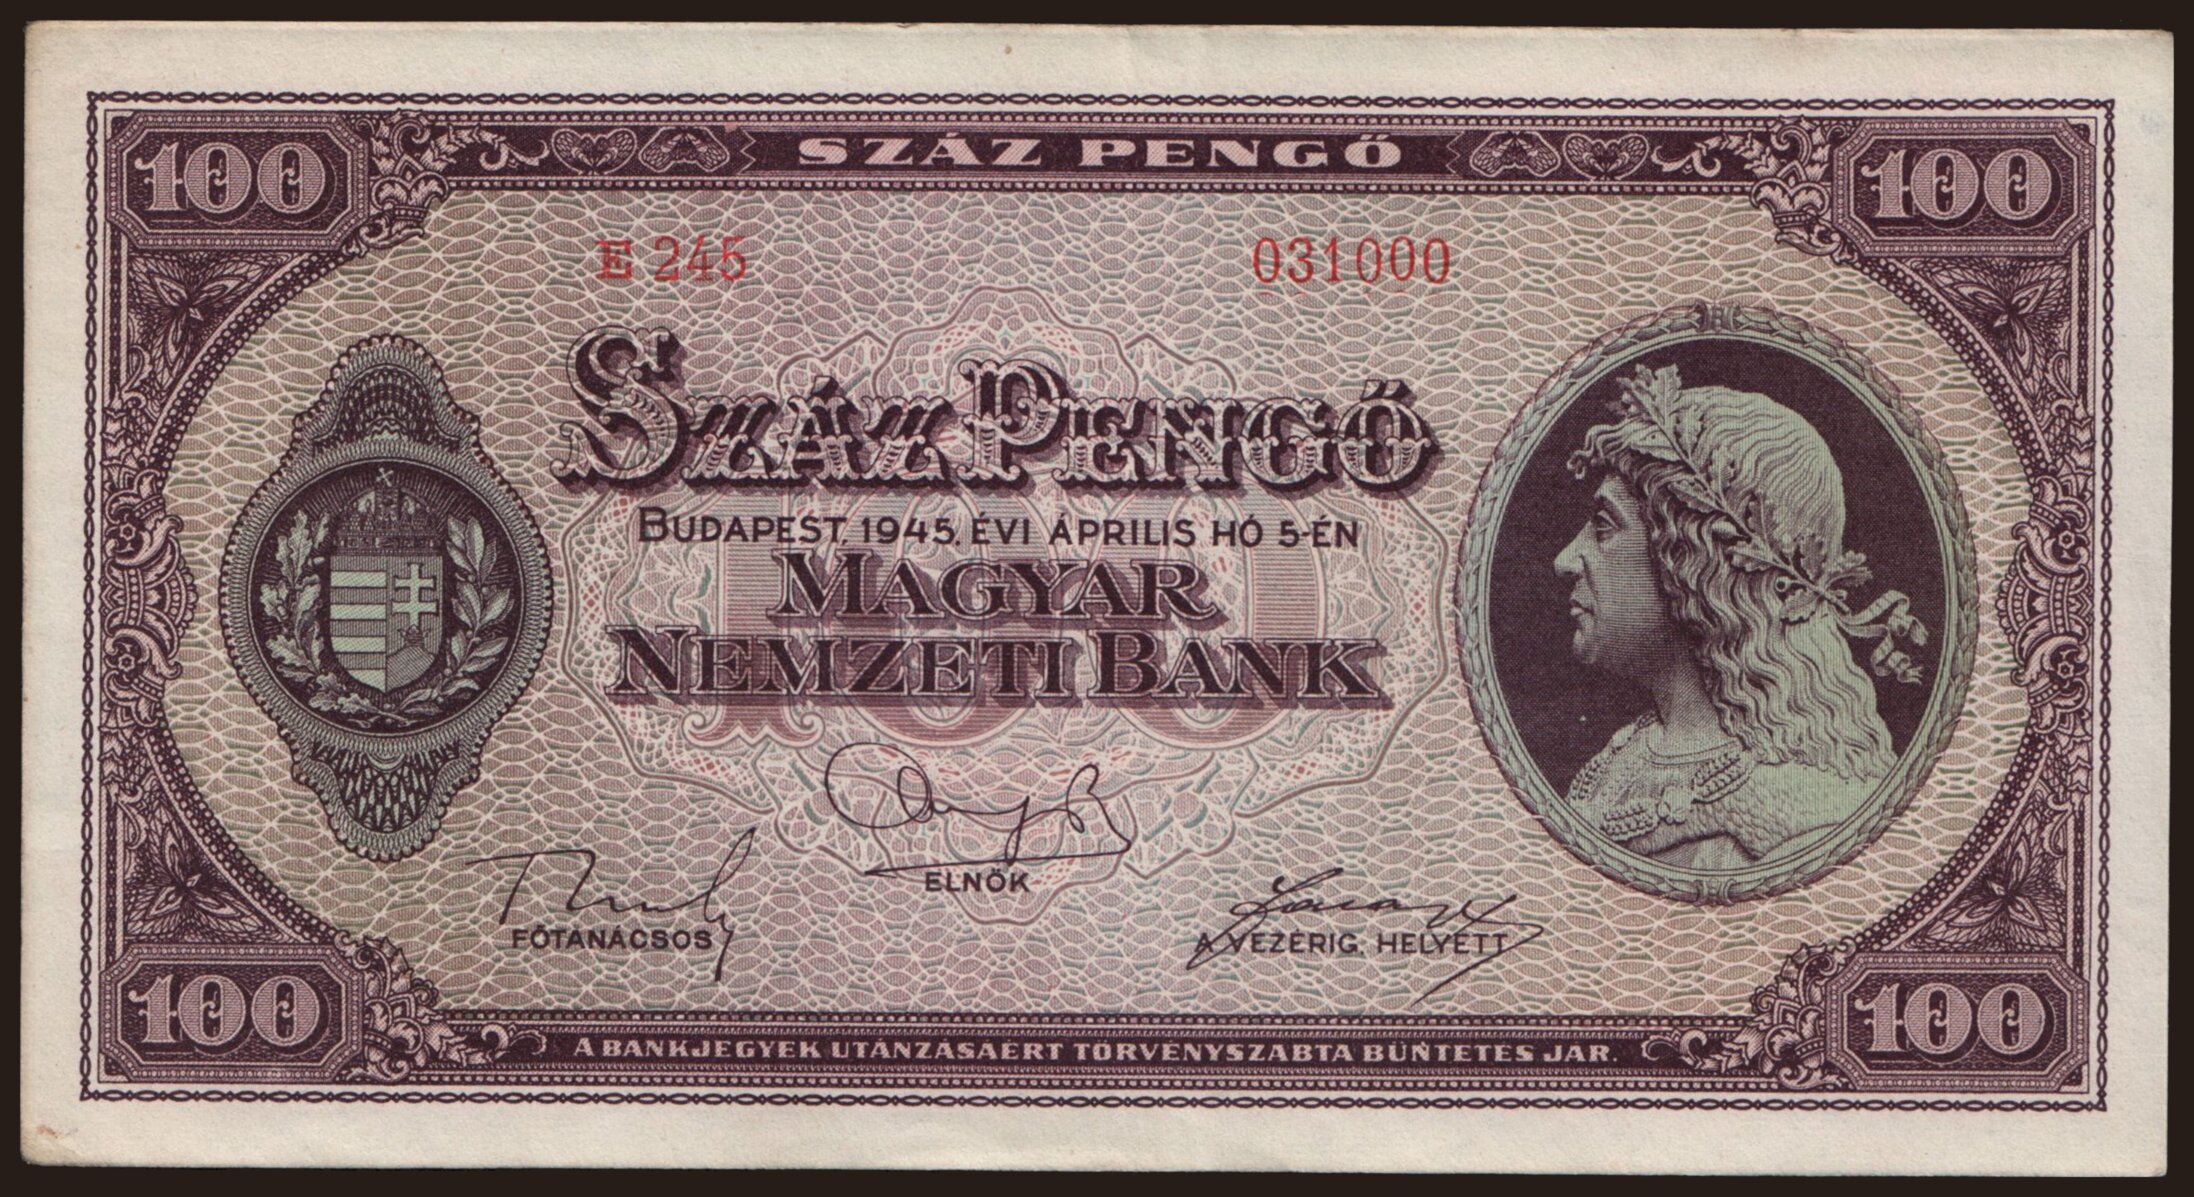 100 SZÁZ PENGŐ 100
E 245 031000
SZÁZ PENGŐ
BUDAPEST, 1945. ÉVI ÁPRILIS HÓ 5-ÉN
MAGYAR
NEMZETI BANK
ELNÖK
FŐTANÁCSOS A VEZÉRIG. HELYETT
100 A BANKJEGYEK UTÁNZÁSÁÉRT TÖRVÉNYSZABTA BÜNTETÉS JÁR. 100